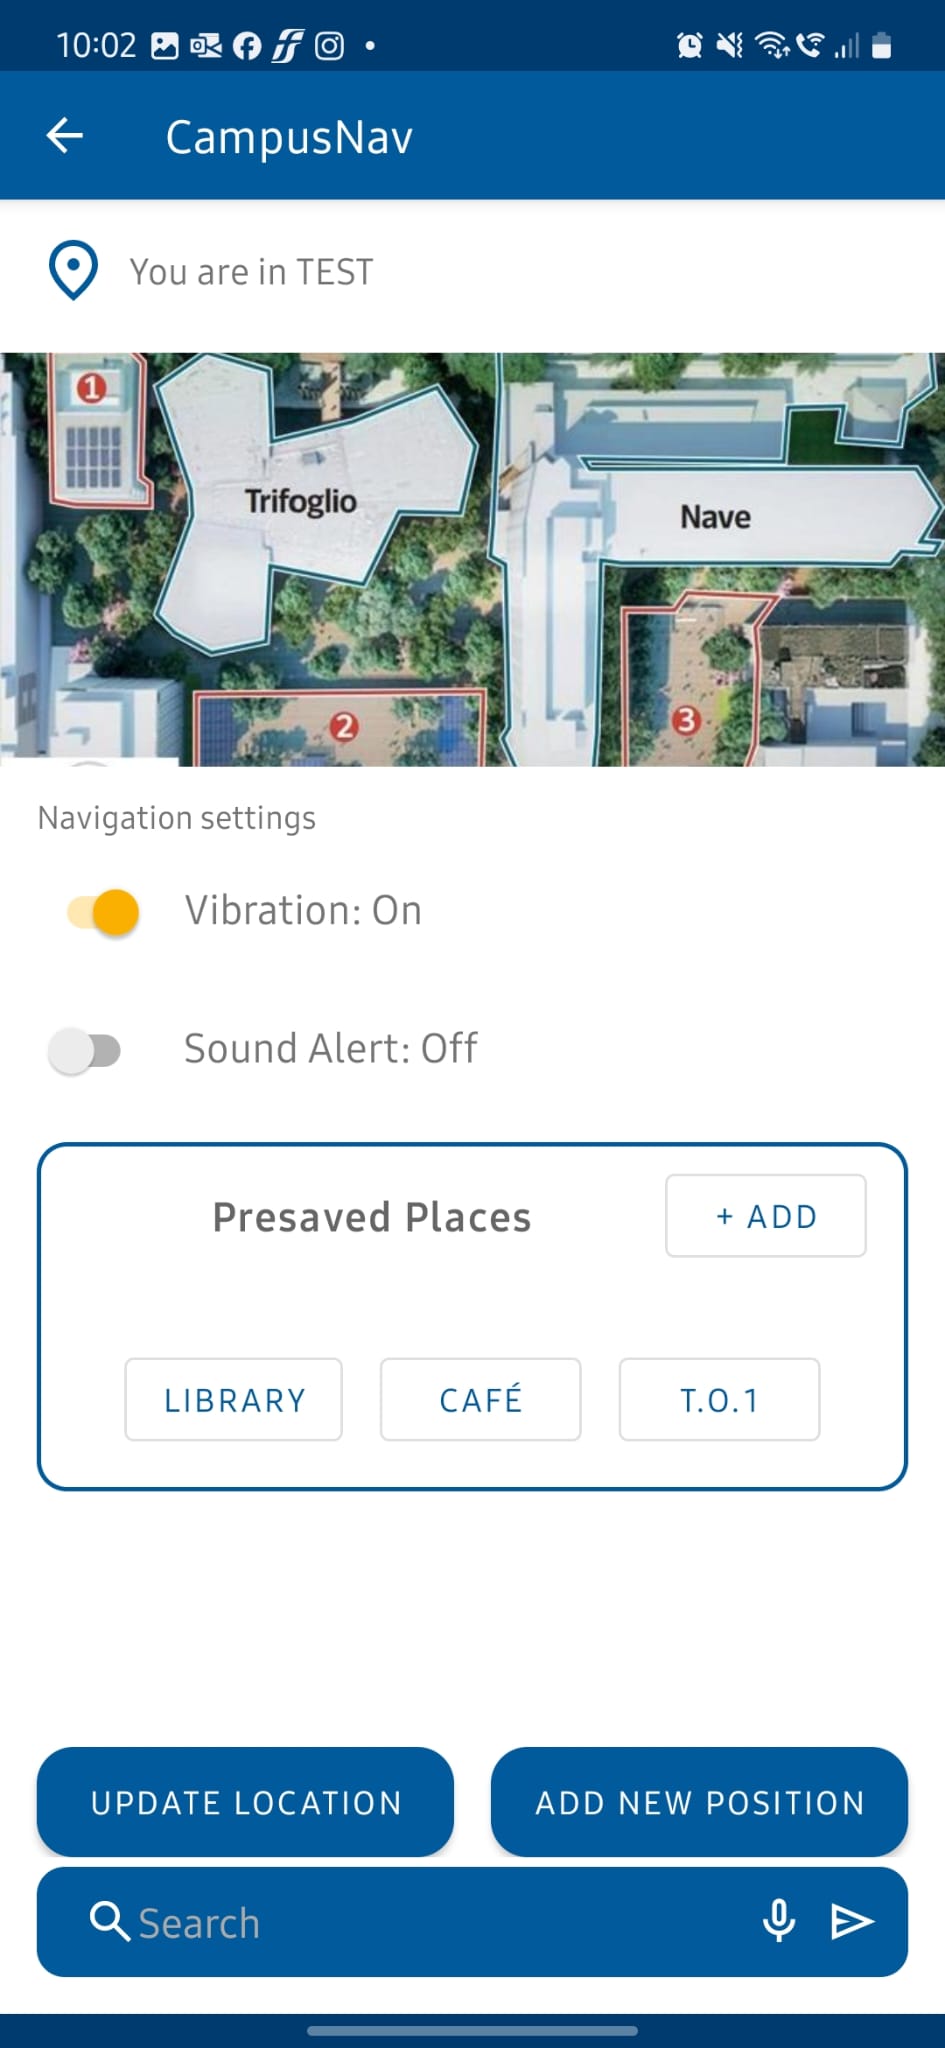 10:02
CampusNav
You are in TEST
1
Trifoglio
Nave
2
3
Navigation settings
Vibration: On
Sound Alert: Off
Presaved Places
+ ADD
LIBRARY
CAFÉ
T.O.1
UPDATE LOCATION
ADD NEW POSITION
Search